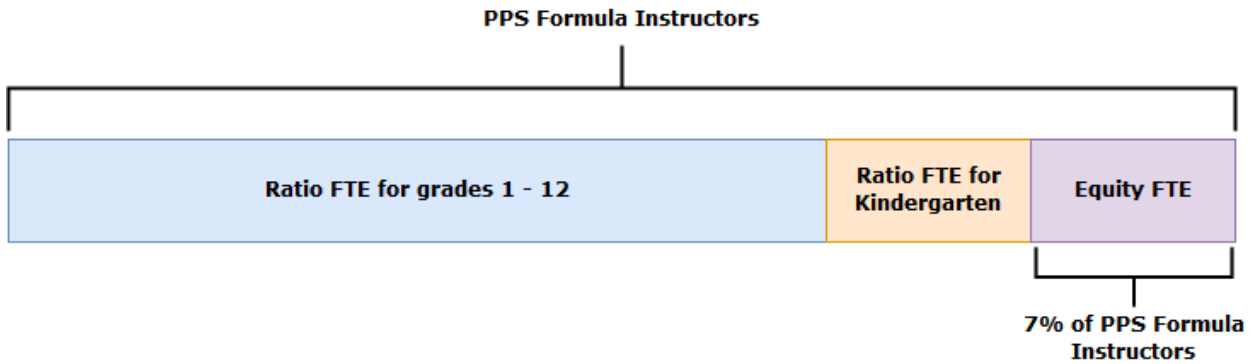 PPS Formula Instructors
Ratio FTE for grades 1 - 12
Ratio FTE for
Kindergarten
Equity FTE
7% of PPS Formula
Instructors